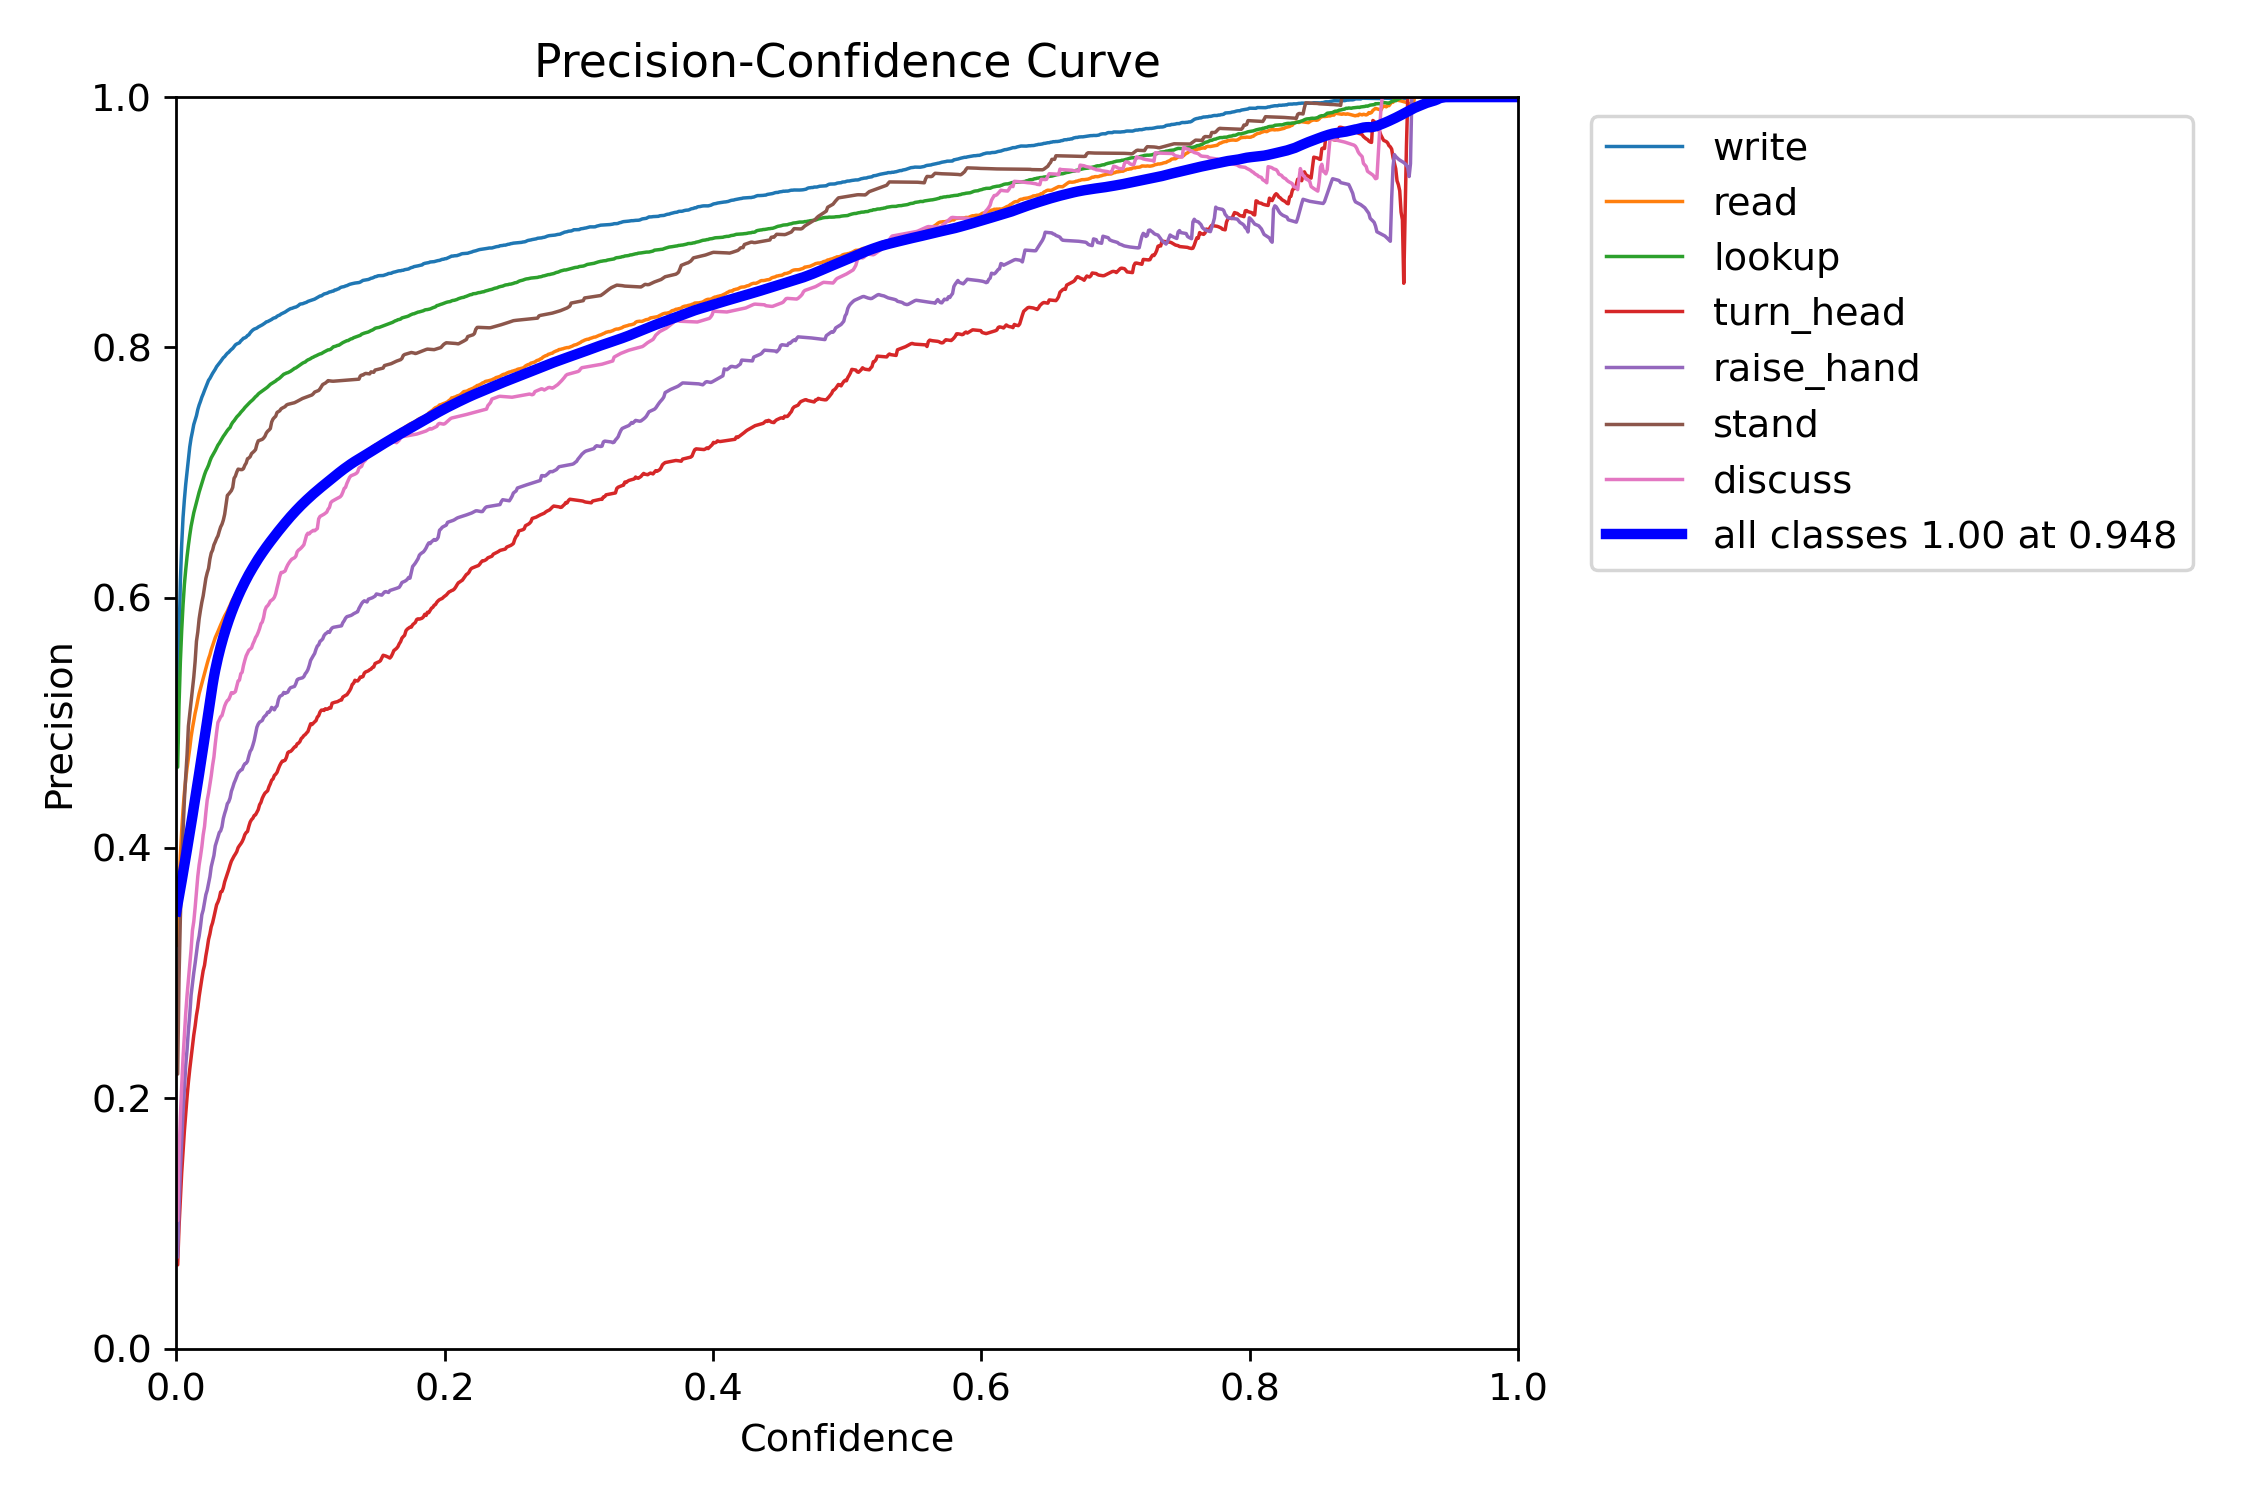 Precision-Confidence Curve
1.0
0.8
0.6
0.4
0.2
0.0
Precision
0.0 0.2 0.4 0.6 0.8 1.0
Confidence
write
read
lookup
turn_head
raise_hand
stand
discuss
all classes 1.00 at 0.948